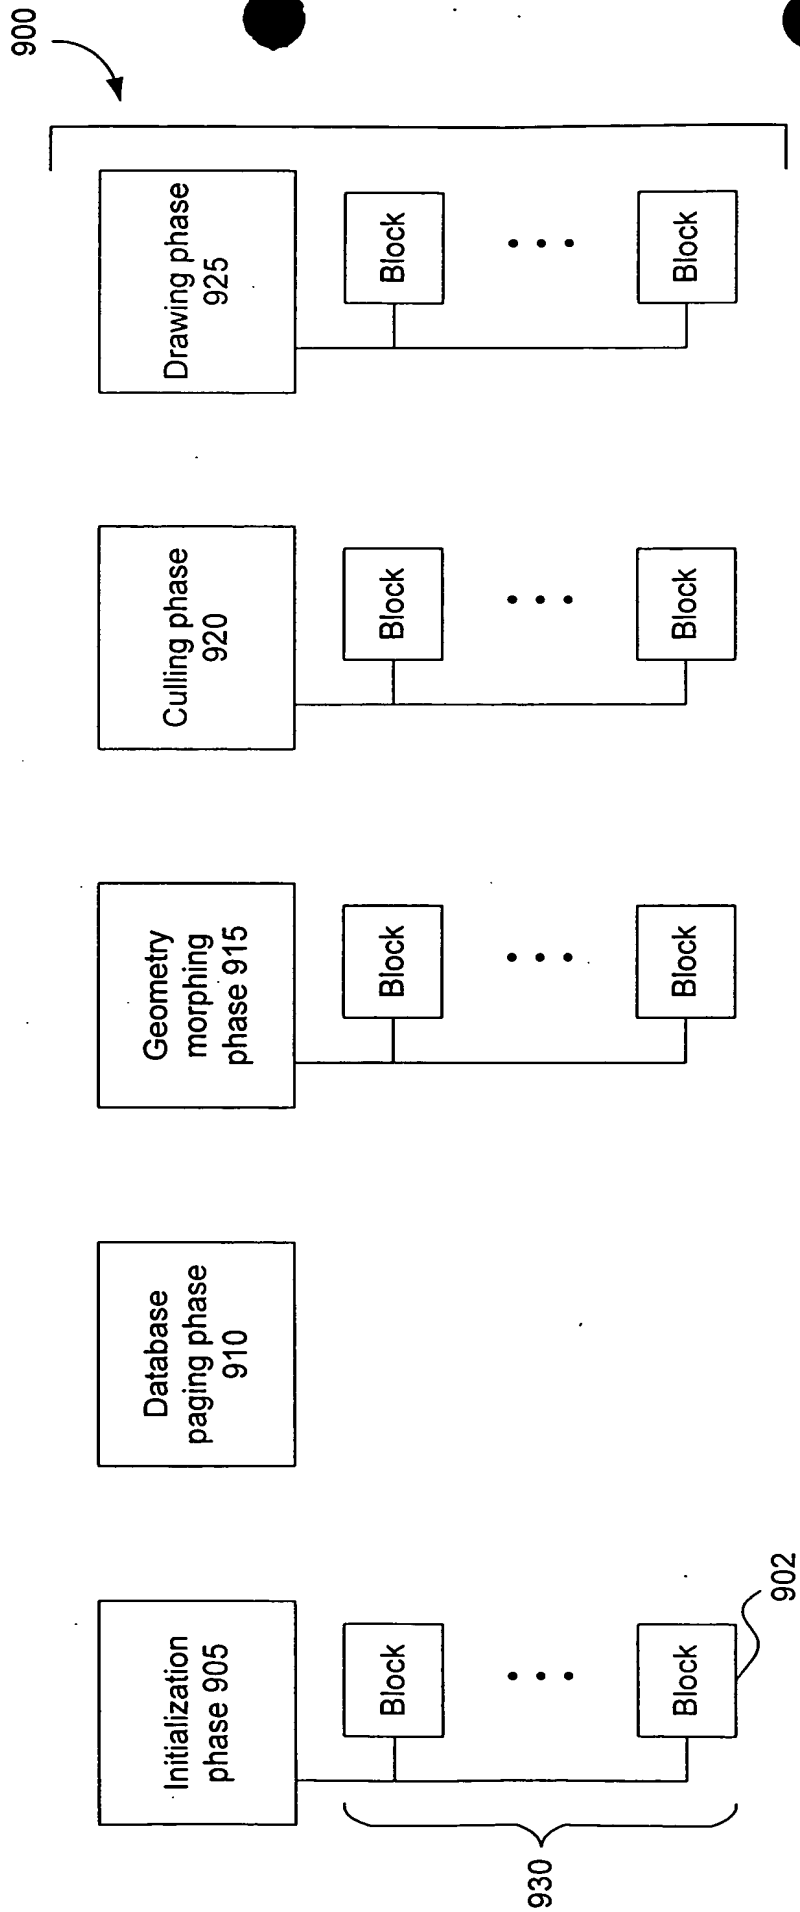 900
Initialization
phase 905
Block
Block
902
930
Database
paging phase
910
Geometry
morphing
phase 915
Block
Block
Culling phase
920
Block
Block
Drawing phase
925
Block
Block